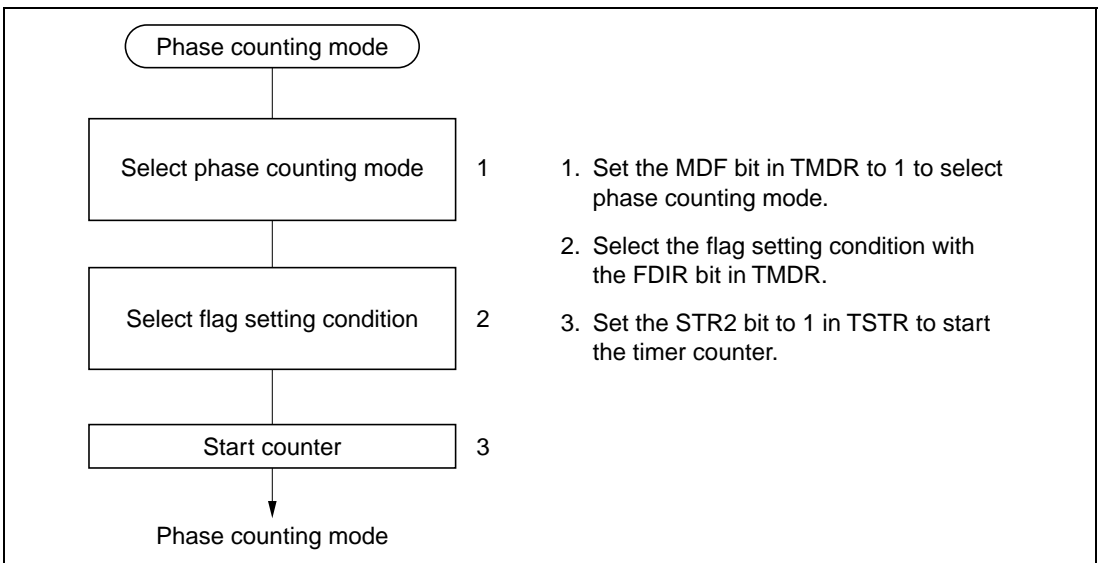 Phase counting mode
Select phase counting mode 1
Select flag setting condition 2
Start counter 3
Phase counting mode
1. Set the MDF bit in TMDR to 1 to select
phase counting mode.
2. Select the flag setting condition with
the FDIR bit in TMDR.
3. Set the STR2 bit to 1 in TSTR to start
the timer counter.